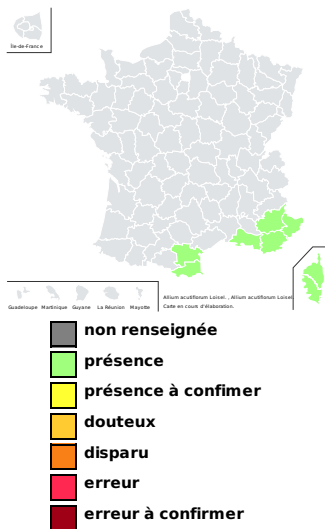 Île-de-France
Guadeloupe Martinique Guyane La Réunion Mayotte
Allium acutiflorum Loisel. , Allium acutiflorum Loisel
Carte en cours d'élaboration.
non renseignée
présence
présence à confimer
douteux
disparu
erreur
erreur à confirmer